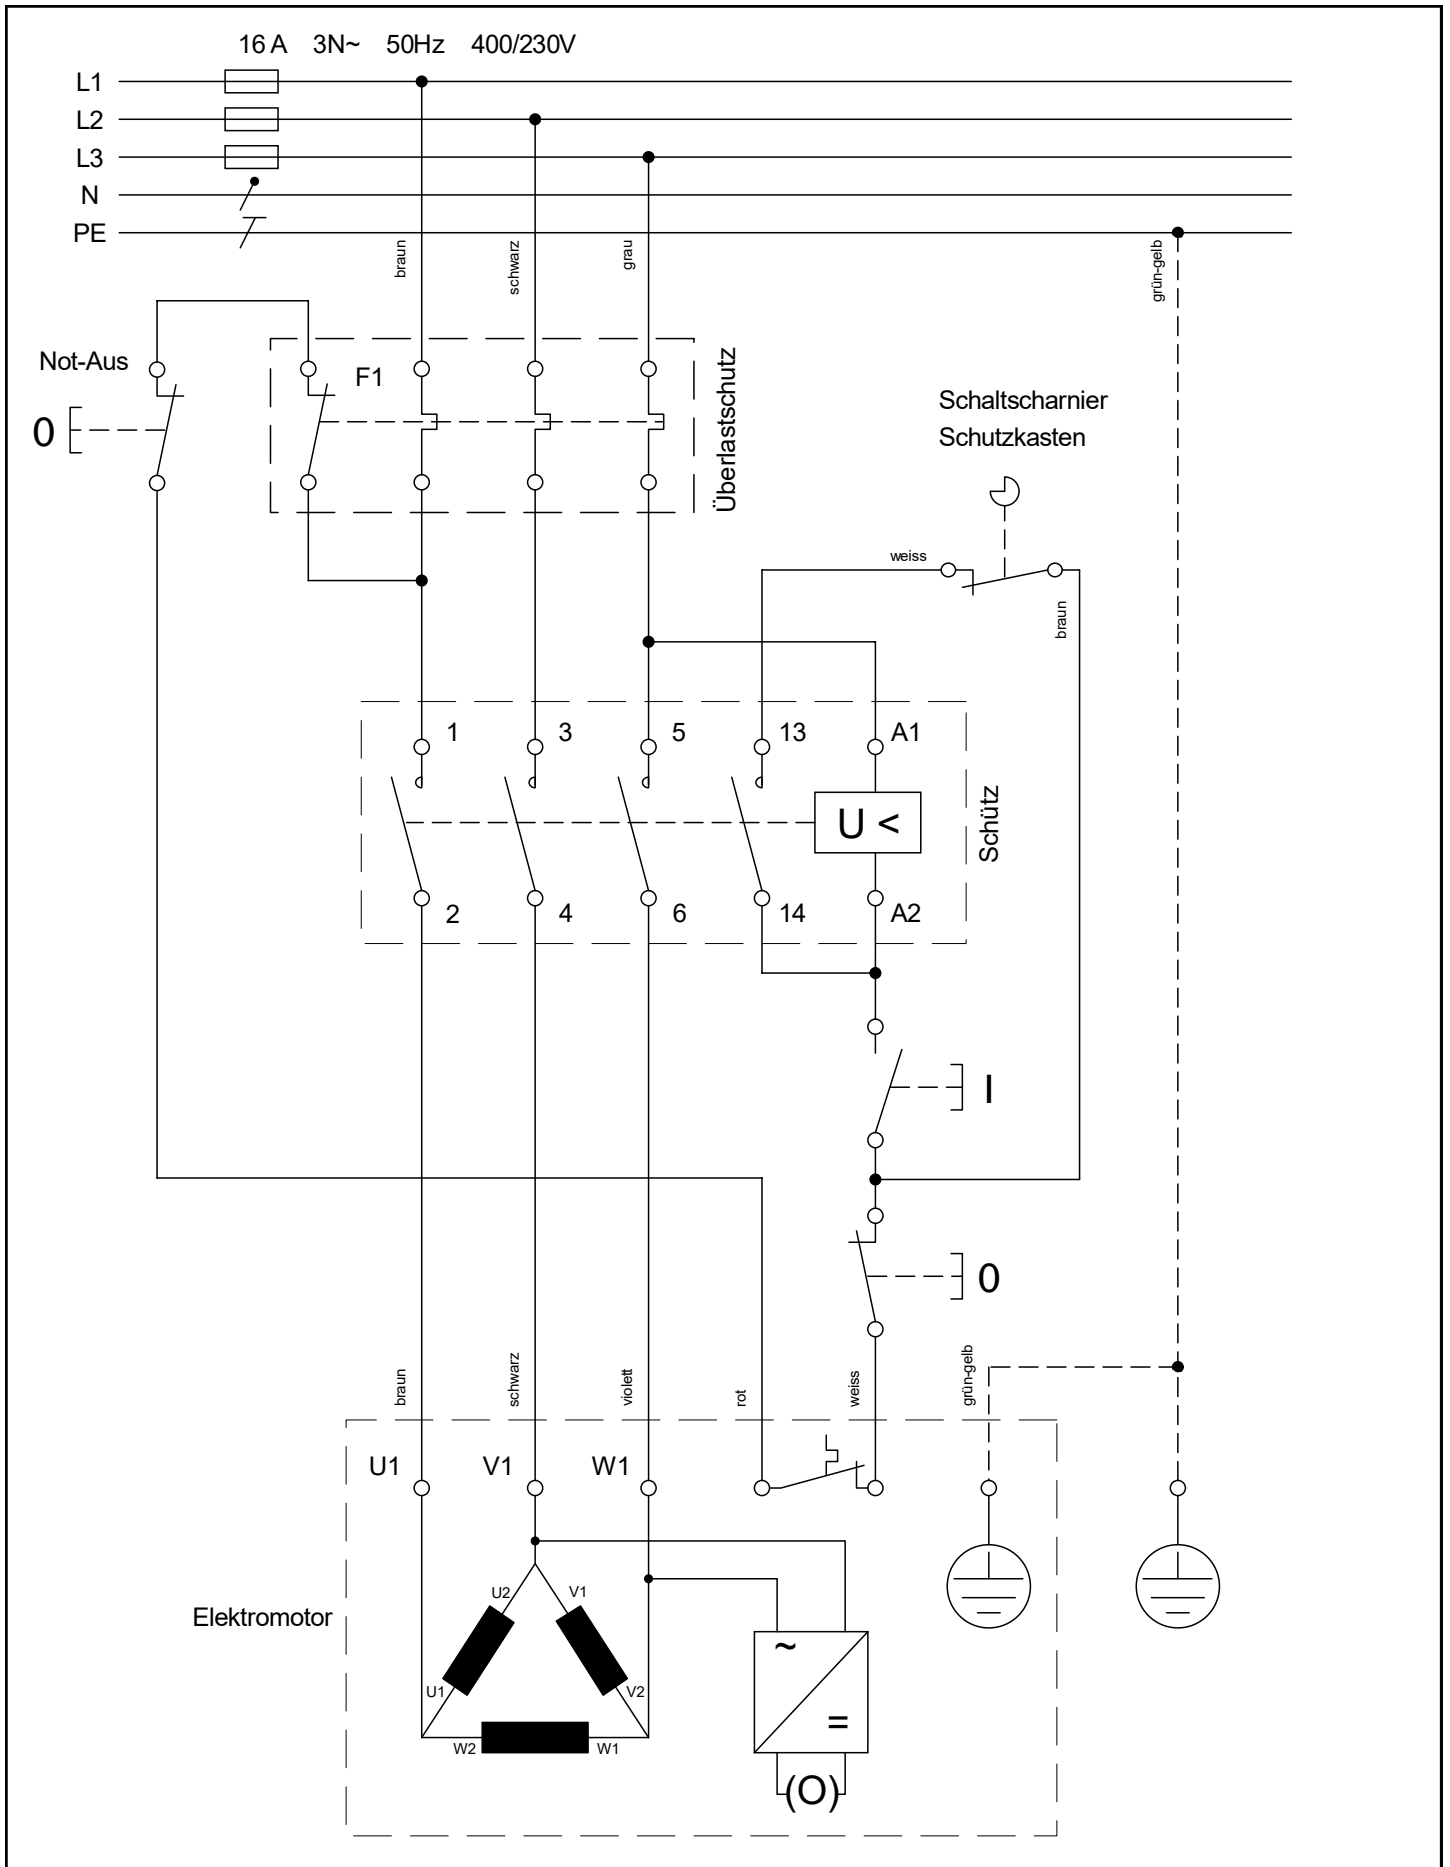 16 A 3N~ 50Hz 400/230V
L1
L2
L3
N
PE
braun
schwarz
grau
grün-gelb
Not-Aus
0
F1
Überlastschutz
Schaltscharnier
Schutzkasten
weiss
braun
1
3
5
13
A1
U <
Schütz
2
4
6
14
A2
I
0
braun
schwarz
violett
rot
weiss
grün-gelb
U1
V1
W1
U2
V1
Elektromotor
U1
V2
W2
W1
~
=
(O)